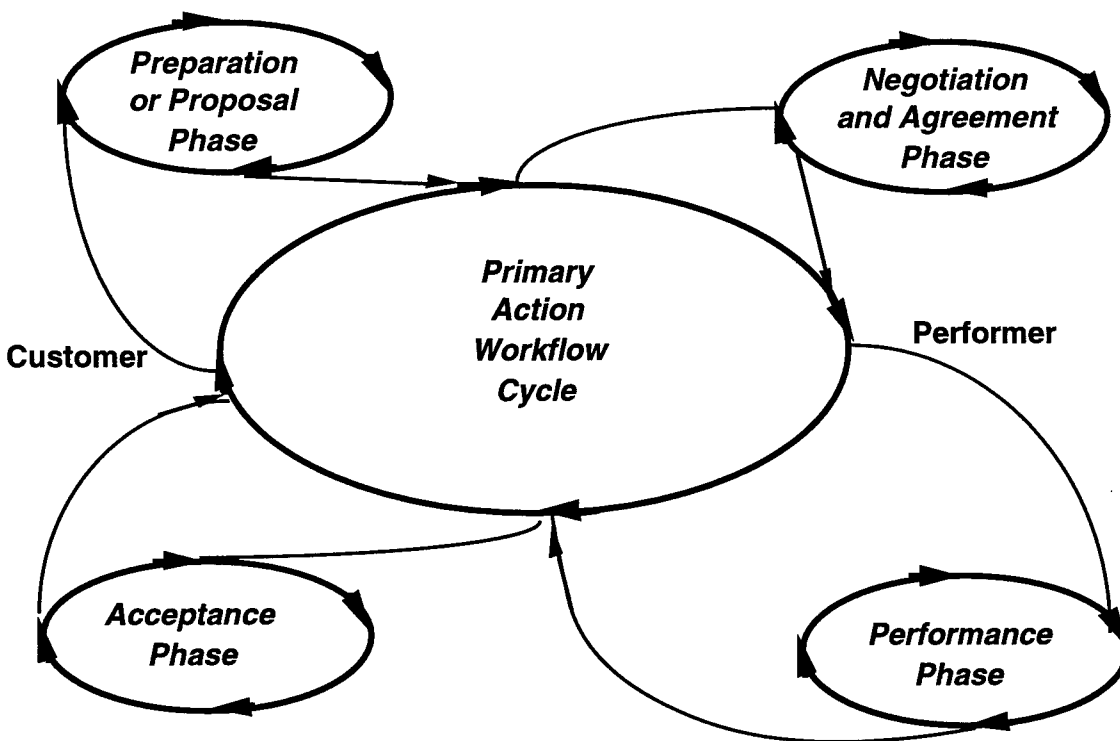 Preparation
or Proposal
Phase
Negotiation
and Agreement
Phase
Primary
Action
Workflow
Cycle
Customer
Performer
Acceptance
Phase
Performance
Phase